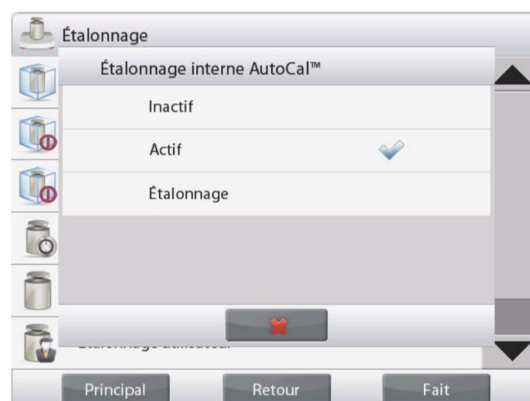 Étalonnage
Étalonnage interne AutoCal™
Inactif
Actif
Étalonnage
Principal
Retour
Fait